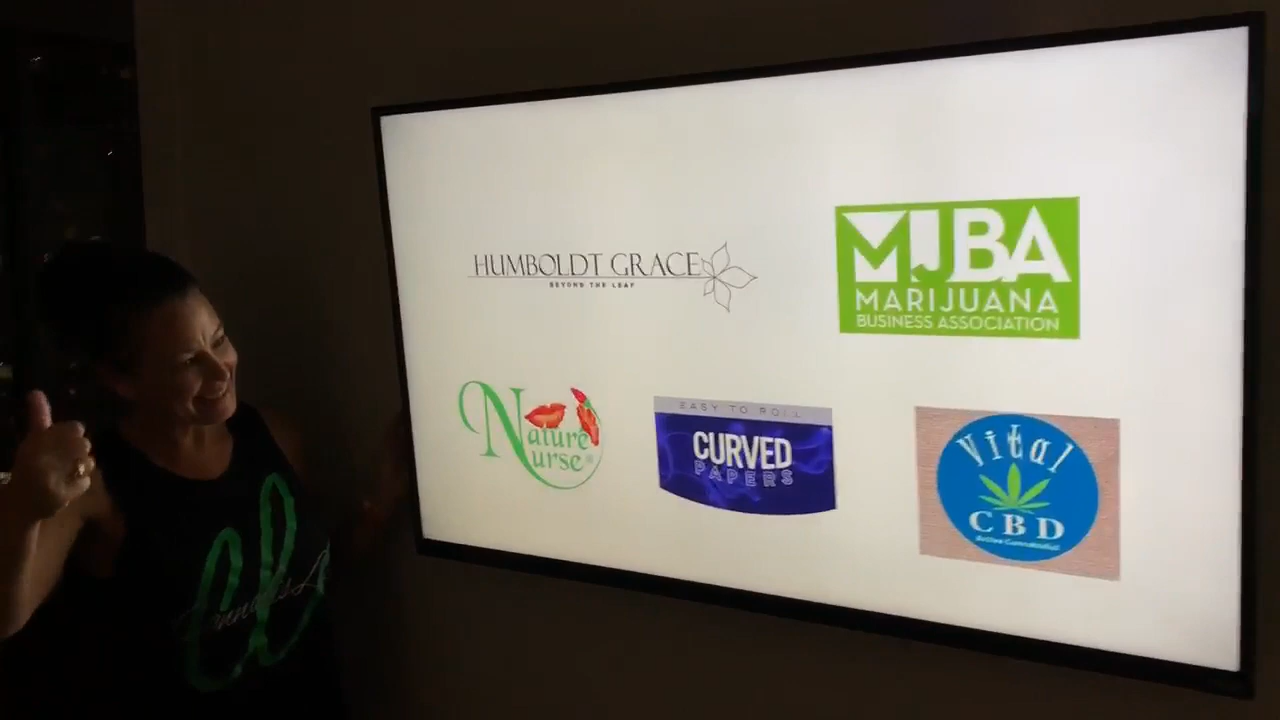 HUMBOLDT GRACE
BEYOND THE LEAF
MJBA
MARIJUANA
BUSINESS ASSOCIATION
Nature
Nurse®
EASY TO ROLL
CURVED
PAPERS
Vital
CBD